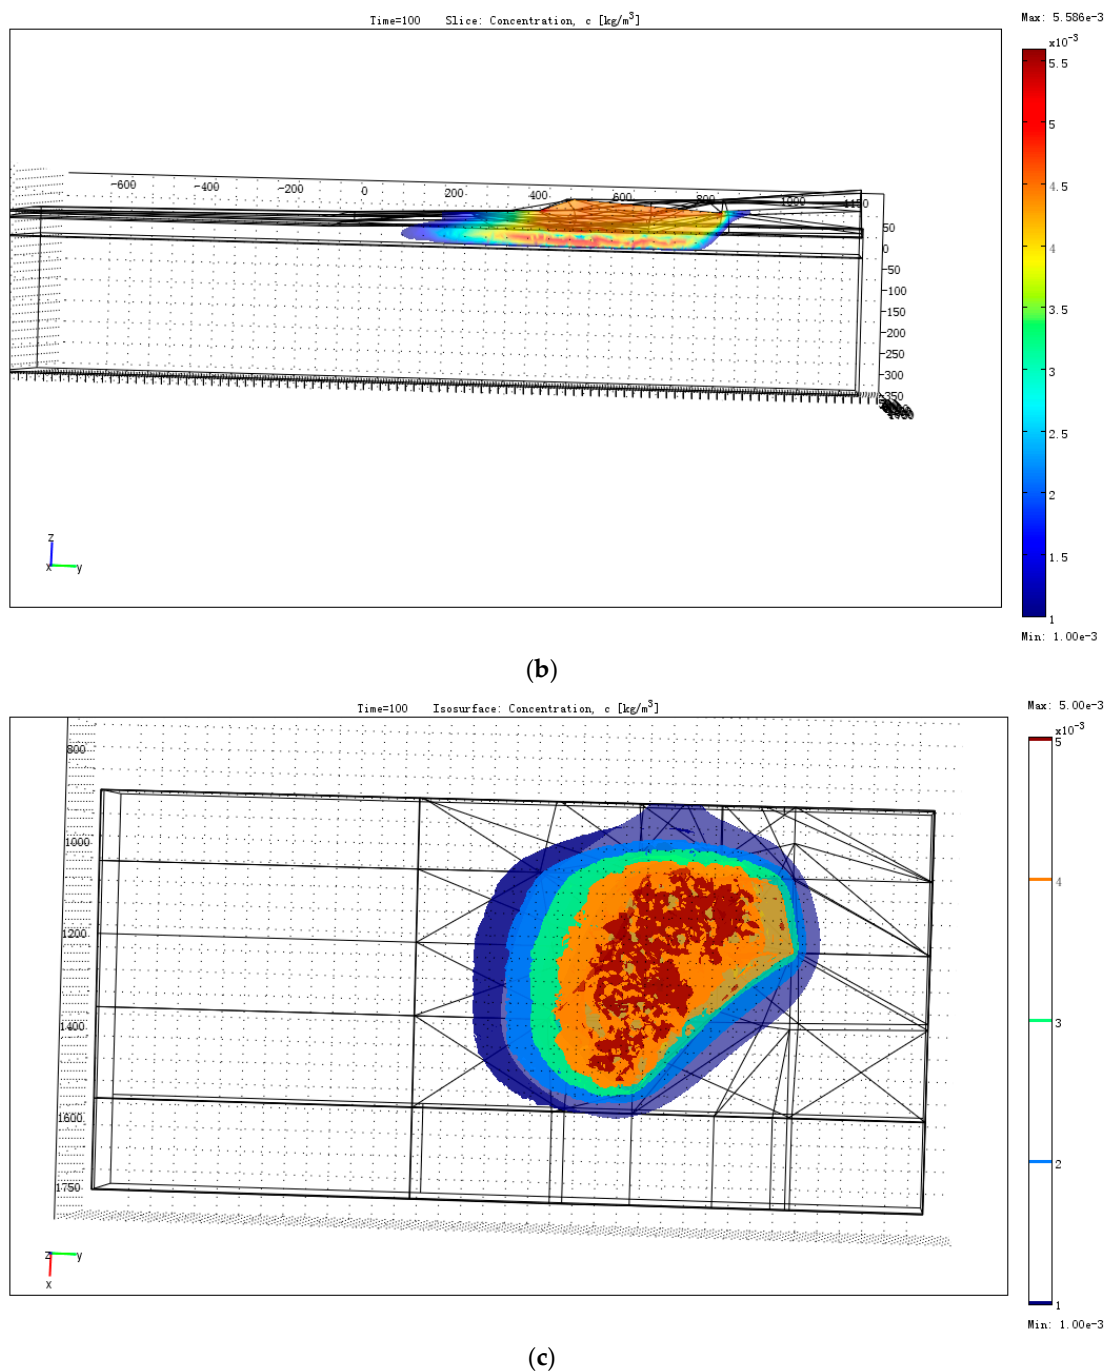 Time=100 Slice: Concentration, c [kg/m³]
Max: 5.586e-3
×10⁻³
5.5
5
4.5
4
3.5
3
2.5
2
1.5
1
Min: 1.00e-3
-600 -400 -200 0 200 400 600 800 1000
50
0
-50
-100
-150
-200
-250
-300
-350
z
x y
(b)
Time=100 Isosurface: Concentration, c [kg/m³]
Max: 5.00e-3
×10⁻³
5
4
3
2
1
Min: 1.00e-3
800
1000
1200
1400
1600
1750
z y
x
(c)